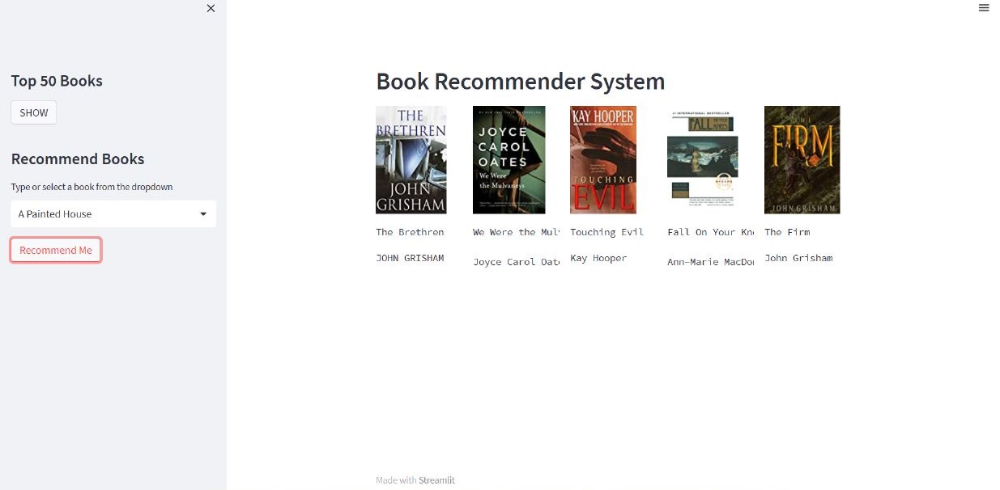 Top 50 Books
SHOW
Recommend Books
Type or select a book from the dropdown
A Painted House
Recommend Me
Book Recommender System
THE
BRETHREN
JOHN
GRISHAM
JOYCE
CAROL
OATES
We Were
the Mulvaneys
KAY HOOPER
TOUCHING
EVIL
#1 INTERNATIONAL BESTSELLER
FALL
THE
FIRM
JOHN GRISHAM
The Brethren
We Were the Mul
Touching Evil
Fall On Your Kn
The Firm
JOHN GRISHAM
Joyce Carol Oat
Kay Hooper
Ann-Marie MacDo
John Grisham
Made with Streamlit